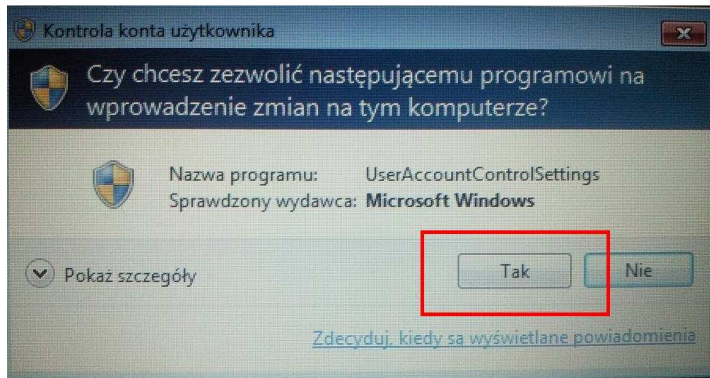 Kontrola konta użytkownika
Czy chcesz zezwolić następującemu programowi na
wprowadzenie zmian na tym komputerze?
Nazwa programu: UserAccountControlSettings
Sprawdzony wydawca: Microsoft Windows
Pokaż szczegóły
Tak
Nie
Zdecyduj, kiedy są wyświetlane powiadomienia